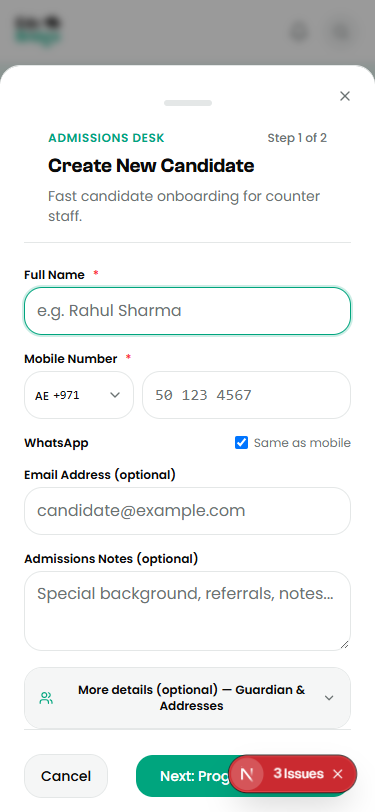 ADMISSIONS DESK
Step 1 of 2
Create New Candidate
Fast candidate onboarding for counter
staff.
Full Name *
e.g. Rahul Sharma
Mobile Number *
AE +971
50 123 4567
WhatsApp
Same as mobile
Email Address (optional)
candidate@example.com
Admissions Notes (optional)
Special background, referrals, notes...
More details (optional) — Guardian &
Addresses
Cancel
Next: Prog
N
3 Issues